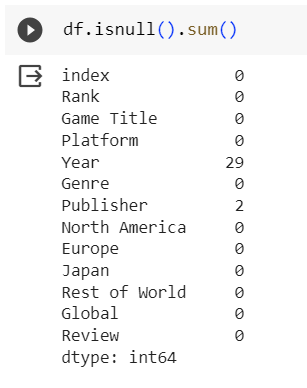 df.isnull().sum()
index 0
Rank 0
Game Title 0
Platform 0
Year 29
Genre 0
Publisher 2
North America 0
Europe 0
Japan 0
Rest of World 0
Global 0
Review 0
dtype: int64